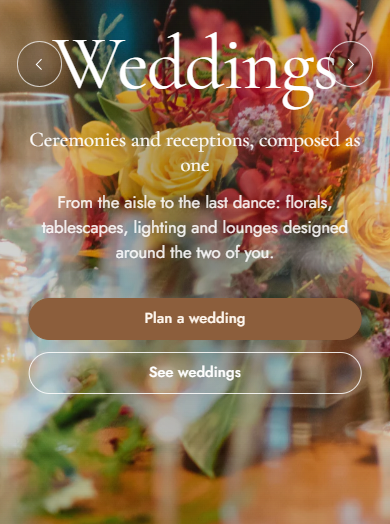 Weddings
Ceremonies and receptions, composed as
one
From the aisle to the last dance: florals,
tablescapes, lighting and lounges designed
around the two of you.
Plan a wedding
See weddings